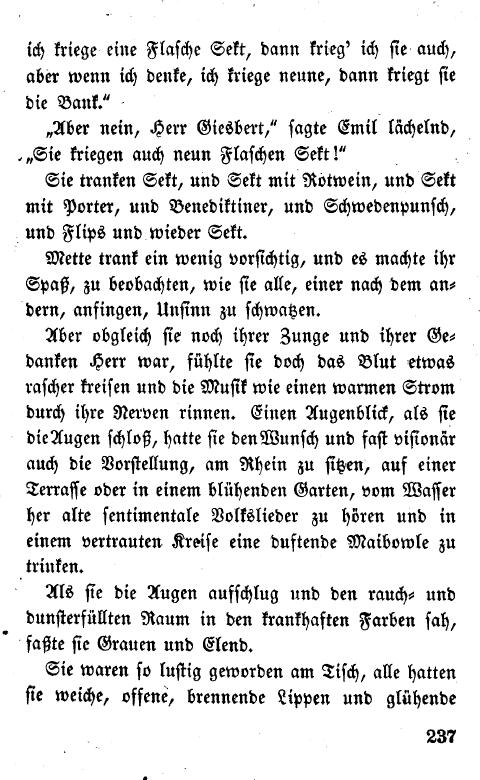 ich kriege eine Flasche Sekt, dann krieg' ich sie auch,
aber wenn ich denke, ich kriege neune, dann kriegt sie
die Bank.“
„Aber nein, Herr Giesbert,“ sagte Emil lächelnd,
„Sie kriegen auch neun Flaschen Sekt!“
Sie tranken Sekt, und Sekt mit Rotwein, und Sekt
mit Porter, und Benediktiner, und Schwedenpunsch,
und Flips und wieder Sekt.
Mette trank ein wenig vorsichtig, und es machte ihr
Spaß, zu beobachten, wie sie alle, einer nach dem an-
dern, anfingen, Unsinn zu schwatzen.
Aber obgleich sie noch ihrer Zunge und ihrer Ge-
danken Herr war, fühlte sie doch das Blut etwas
rascher kreisen und die Musik wie einen warmen Strom
durch ihre Nerven rinnen. Einen Augenblick, als sie
die Augen schloß, hatte sie den Wunsch und fast visionär
auch die Vorstellung, am Rhein zu sitzen, auf einer
Terrasse oder in einem blühenden Garten, vom Wasser
her alte sentimentale Volkslieder zu hören und in
einem vertrauten Kreise eine duftende Maibowle zu
trinken.
Als sie die Augen aufschlug und den rauch- und
dunsterfüllten Raum in den krankhaften Farben sah,
faßte sie Grauen und Elend.
Sie waren so lustig geworden am Tisch, alle hatten
sie weiche, offene, brennende Lippen und glühende
237